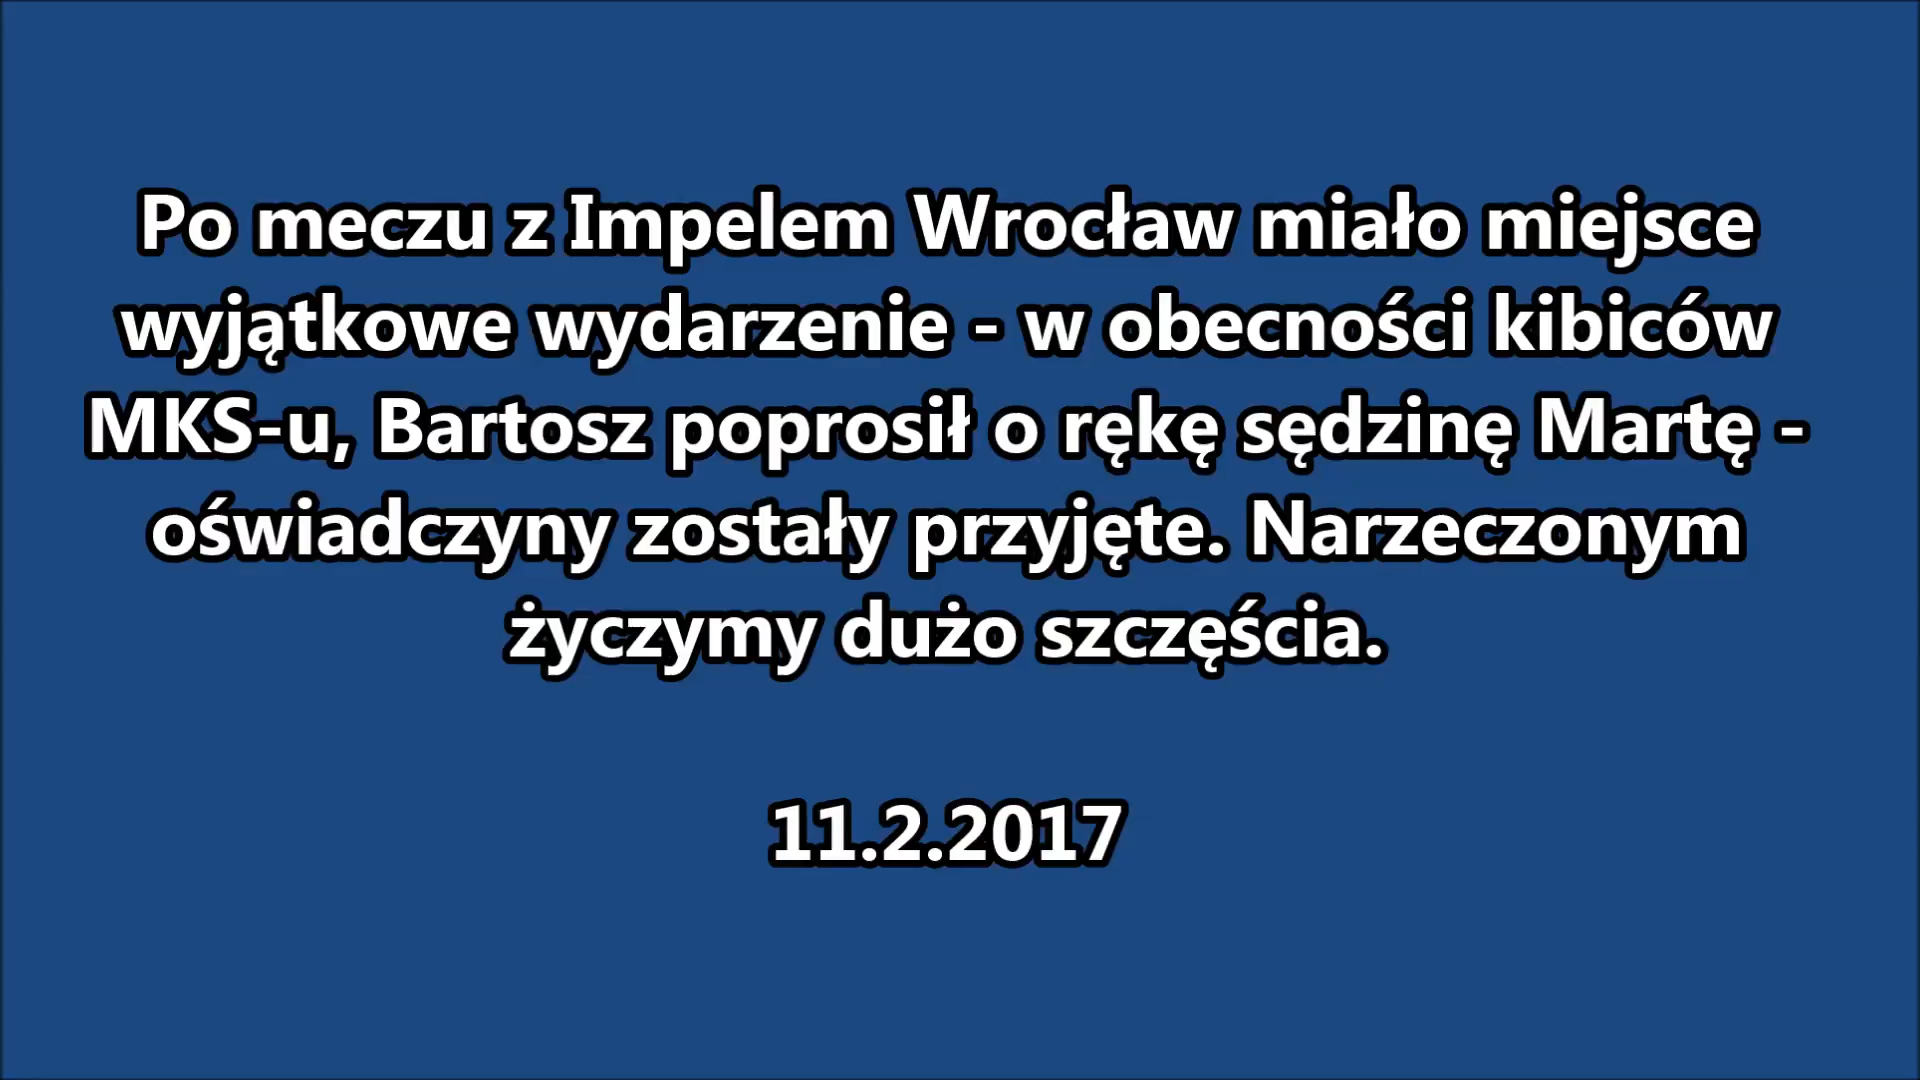 Po meczu z Impelem Wrocław miało miejsce
wyjątkowe wydarzenie - w obecności kibiców
MKS-u, Bartosz poprosił o rękę sędzinę Martę -
oświadczyny zostały przyjęte. Narzeczonym
życzymy dużo szczęścia.
11.2.2017